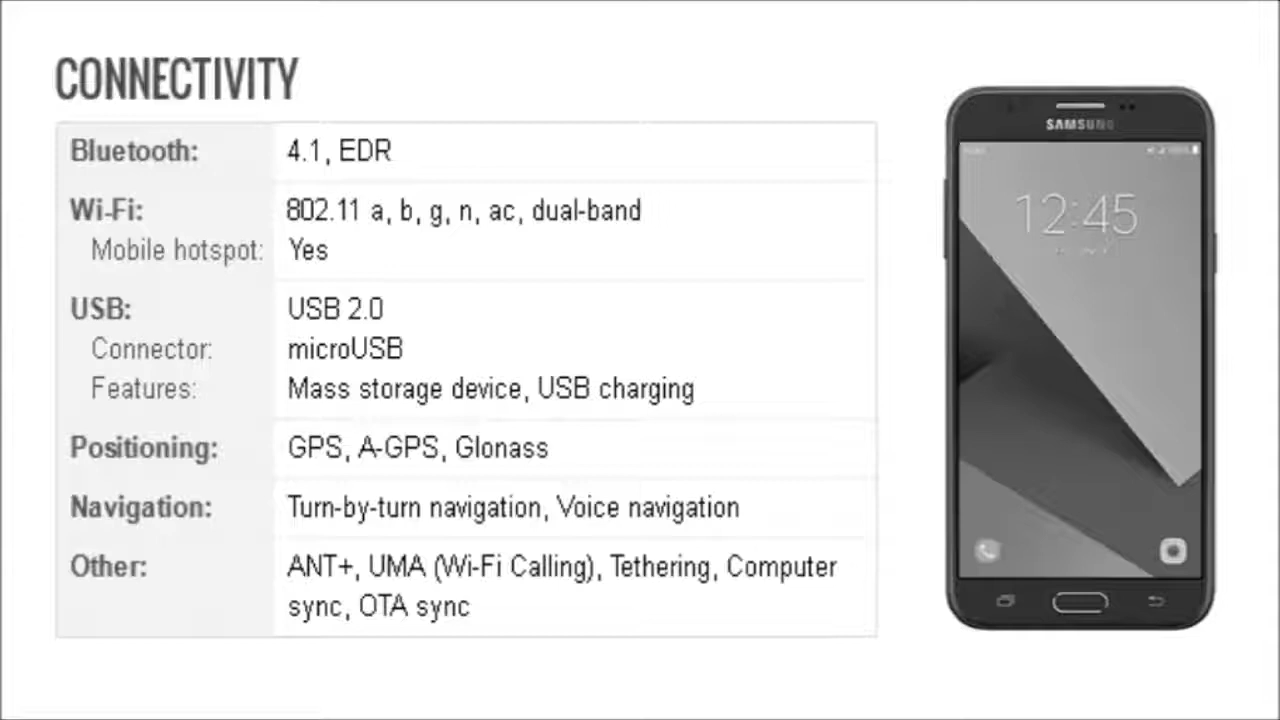 CONNECTIVITY
Bluetooth: 4.1, EDR
Wi-Fi: 802.11 a, b, g, n, ac, dual-band
Mobile hotspot: Yes
USB: USB 2.0
Connector: microUSB
Features: Mass storage device, USB charging
Positioning: GPS, A-GPS, Glonass
Navigation: Turn-by-turn navigation, Voice navigation
Other: ANT+, UMA (Wi-Fi Calling), Tethering, Computer
sync, OTA sync
SAMSUNG
12:45